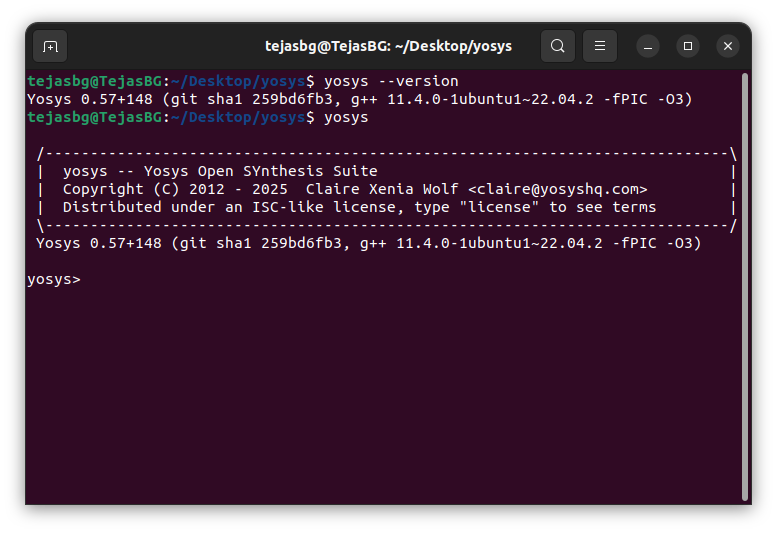 tejasbg@TejasBG: ~/Desktop/yosys
tejasbg@TejasBG:~/Desktop/yosys$ yosys --version
Yosys 0.57+148 (git sha1 259bd6fb3, g++ 11.4.0-1ubuntu1~22.04.2 -fPIC -O3)
tejasbg@TejasBG:~/Desktop/yosys$ yosys
/----------------------------------------------------------------------------\
|  yosys -- Yosys Open SYnthesis Suite                                       |
|  Copyright (C) 2012 - 2025  Claire Xenia Wolf <claire@yosyshq.com>         |
|  Distributed under an ISC-like license, type "license" to see terms        |
\----------------------------------------------------------------------------/
Yosys 0.57+148 (git sha1 259bd6fb3, g++ 11.4.0-1ubuntu1~22.04.2 -fPIC -O3)
yosys>